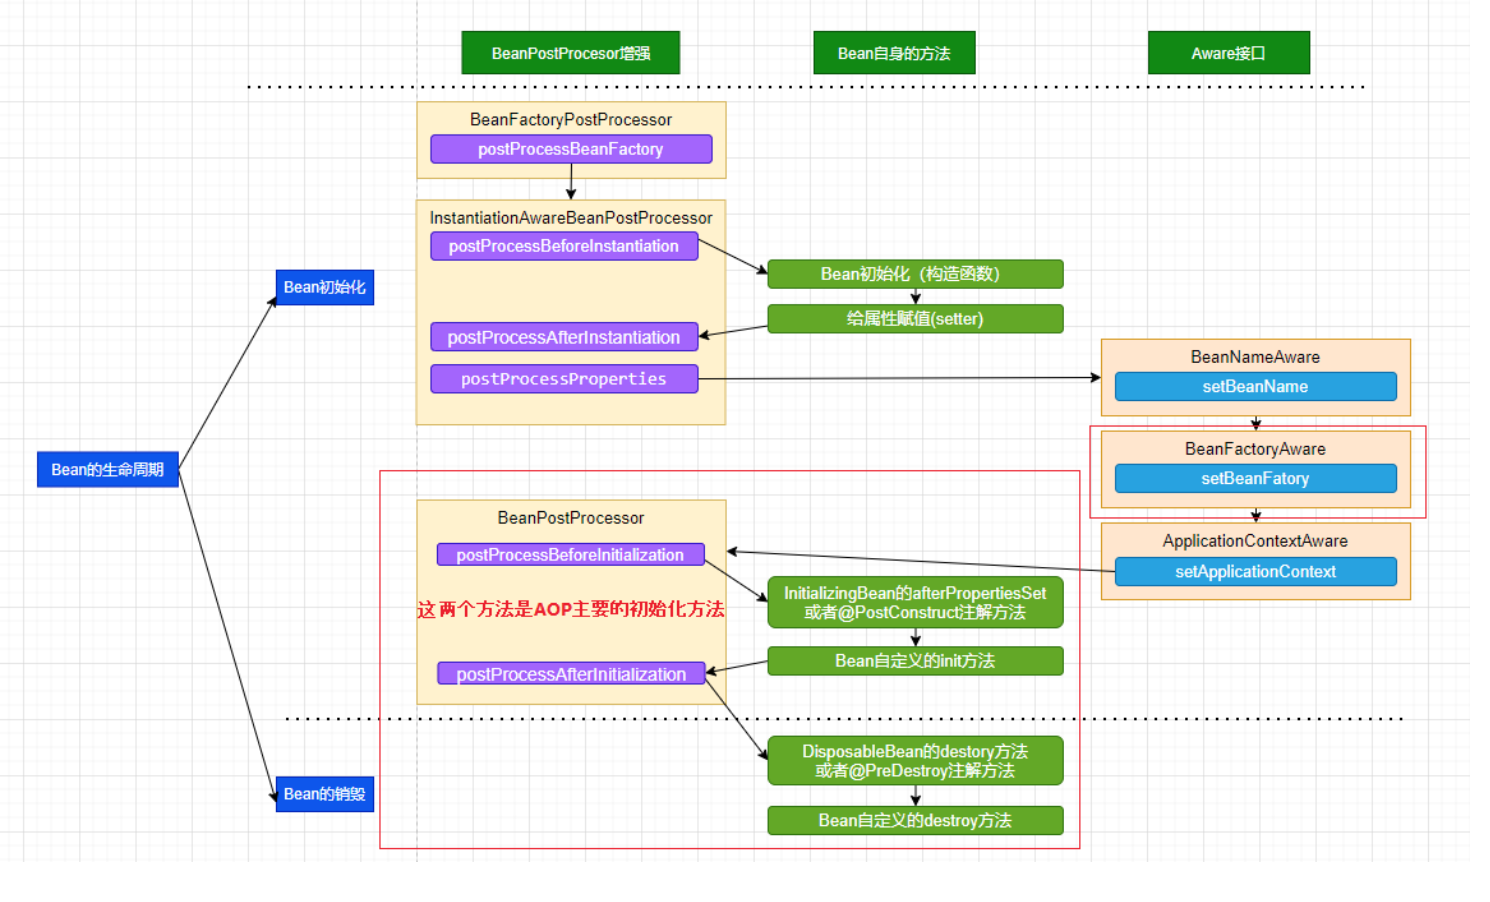 BeanPostProcesor增强
Bean自身的方法
Aware接口
BeanFactoryPostProcessor
postProcessBeanFactory
InstantiationAwareBeanPostProcessor
postProcessBeforeInstantiation
Bean初始化（构造函数）
Bean初始化
给属性赋值(setter)
postProcessAfterInstantiation
BeanNameAware
postProcessProperties
setBeanName
BeanFactoryAware
Bean的生命周期
setBeanFatory
BeanPostProcessor
ApplicationContextAware
postProcessBeforeInitialization
setApplicationContext
InitializingBean的afterPropertiesSet
或者@PostConstruct注解方法
这两个方法是AOP主要的初始化方法
Bean自定义的init方法
postProcessAfterInitialization
DisposableBean的destory方法
或者@PreDestroy注解方法
Bean的销毁
Bean自定义的destroy方法